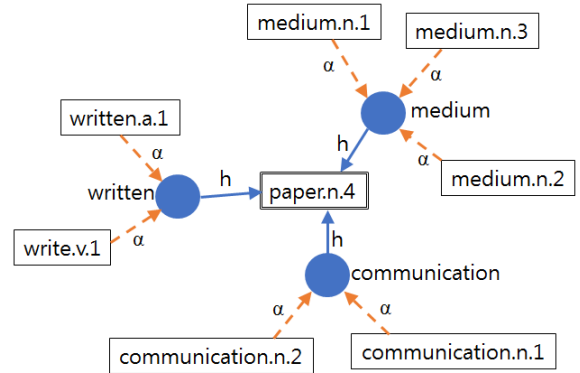 medium.n.1
medium.n.3
α
α
medium
written.a.1
α
h
α
medium.n.2
written
h
paper.n.4
write.v.1
α
h
communication
α
α
communication.n.2
communication.n.1